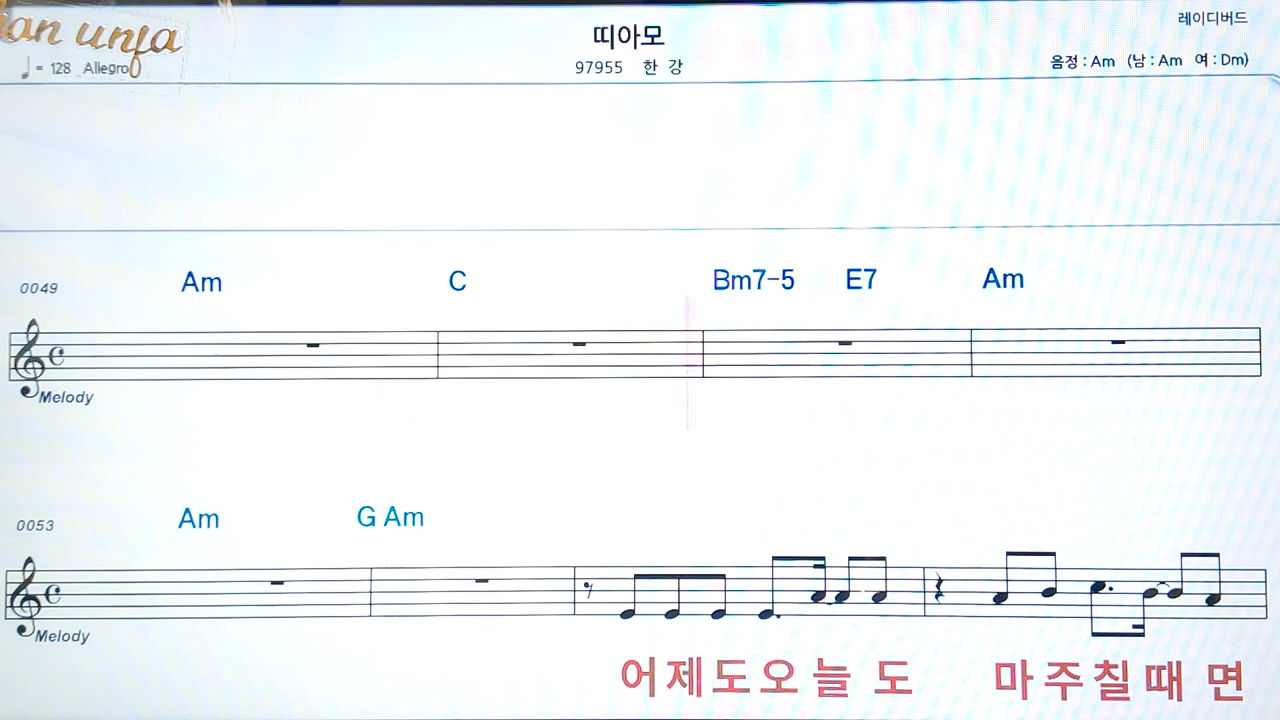 레이디버드
띠아모
♩ = 128 Allegro
97955 한 강
음정 : Am (남 : Am 여 : Dm)
0049 Am C Bm7-5 E7 Am
Melody
0053 Am G Am
Melody
어제도오늘도 마주칠때면